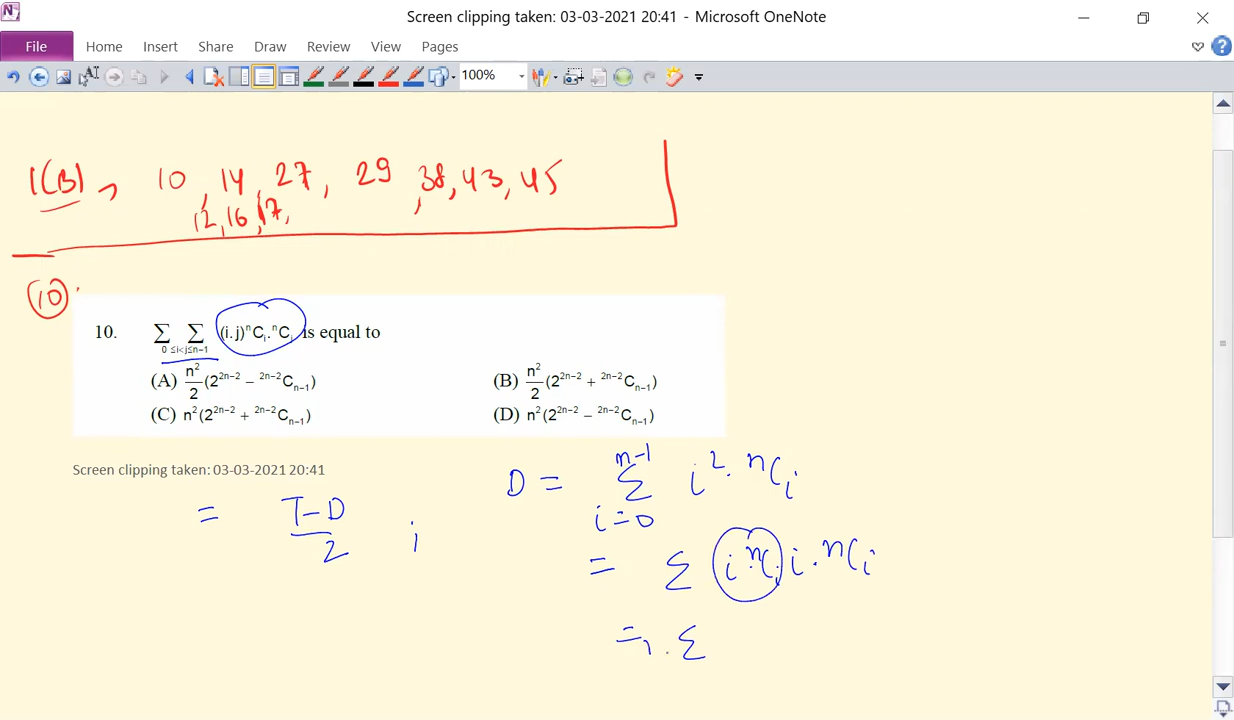 Screen clipping taken: 03-03-2021 20:41 - Microsoft OneNote
File Home Insert Share Draw Review View Pages
100%
1(B), 10, 14, 27, 29, 38, 43, 45
12, 16, 17,
(10).
10. ∑∑ 0≤i<j≤n–1 (i.j) ⁿCᵢ.ⁿCⱼ is equal to
(A) n²/2 (2²ⁿ⁻² − ²ⁿ⁻²Cₙ₋₁) (B) n²/2 (2²ⁿ⁻² + ²ⁿ⁻²Cₙ₋₁)
(C) n²(2²ⁿ⁻² + ²ⁿ⁻²Cₙ₋₁) (D) n²(2²ⁿ⁻² − ²ⁿ⁻²Cₙ₋₁)
Screen clipping taken: 03-03-2021 20:41
D = ∑ i=0 n-1 i². ⁿCᵢ
= T-D/2 ; 
= ∑ i.ⁿCᵢ i.ⁿCᵢ
= ∑